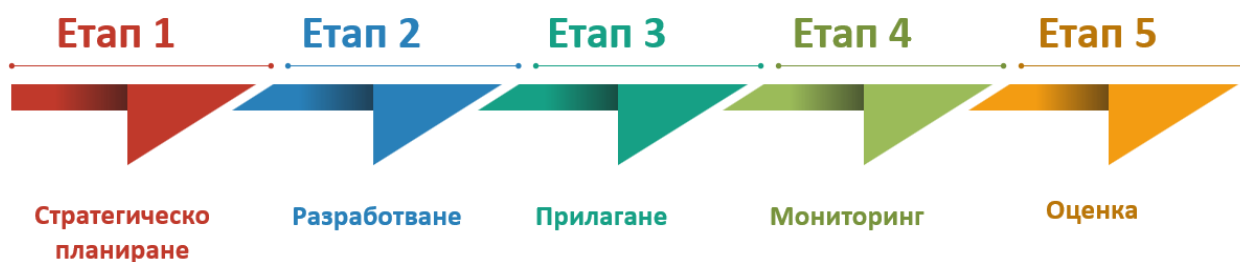 Етап 1
Етап 2
Етап 3
Етап 4
Етап 5
Стратегическо
планиране
Разработване
Прилагане
Мониторинг
Оценка